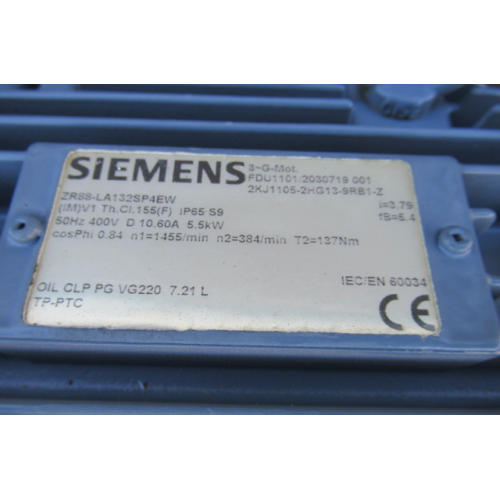 SIEMENS 3~G-Mot.
FDU1101/2030719 001
2KJ1105-2HG13-9RB1-Z
ZR88-LA132SP4EW i=3.79
(IM)V1 Th.Cl.155(F) IP65 S9 fB=5.4
50Hz 400V D 10.60A 5.5kW
cosPhi 0.84 n1=1455/min n2=384/min T2=137Nm
OIL CLP PG VG220 7.21 L IEC/EN 60034
TP-PTC CE